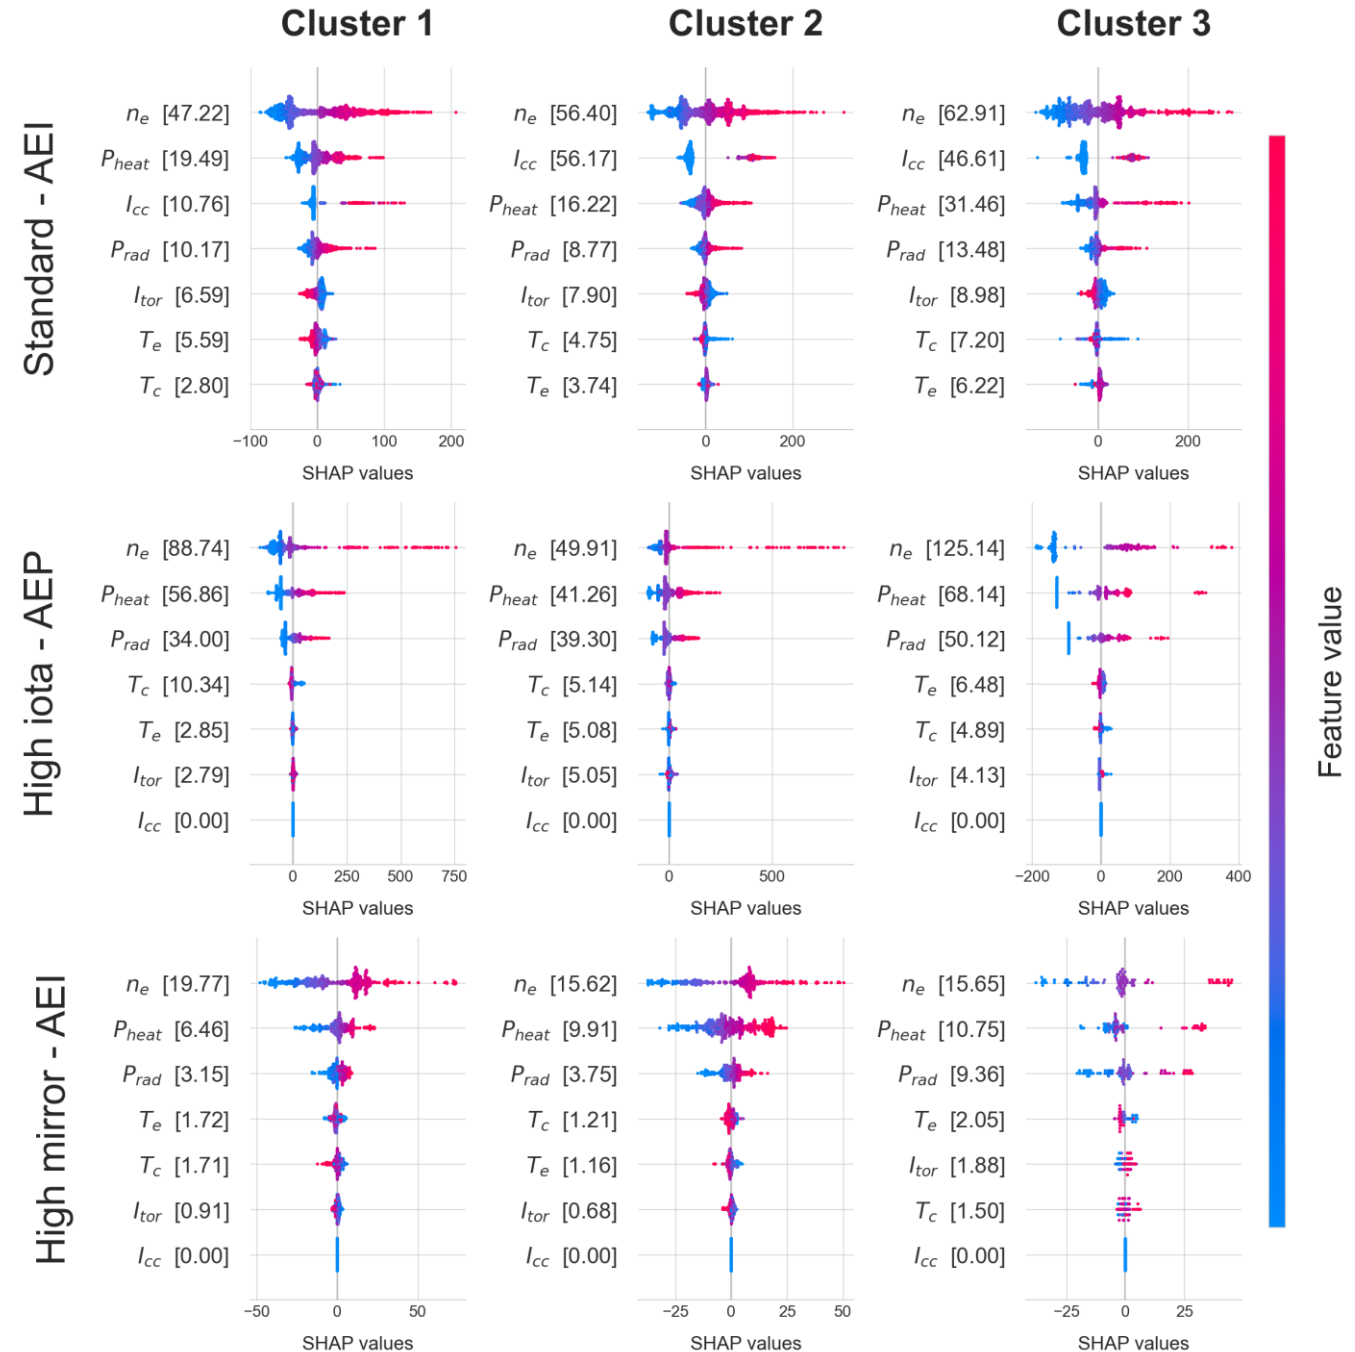 Cluster 1
Cluster 2
Cluster 3
Standard - AEI
n_e [47.22]
P_heat [19.49]
I_cc [10.76]
P_rad [10.17]
I_tor [6.59]
T_e [5.59]
T_c [2.80]
−100 0 100 200
SHAP values
n_e [56.40]
I_cc [56.17]
P_heat [16.22]
P_rad [8.77]
I_tor [7.90]
T_c [4.75]
T_e [3.74]
0 200
SHAP values
n_e [62.91]
I_cc [46.61]
P_heat [31.46]
P_rad [13.48]
I_tor [8.98]
T_c [7.20]
T_e [6.22]
0 200
SHAP values
High iota - AEP
n_e [88.74]
P_heat [56.86]
P_rad [34.00]
T_c [10.34]
T_e [2.85]
I_tor [2.79]
I_cc [0.00]
0 250 500 750
SHAP values
n_e [49.91]
P_heat [41.26]
P_rad [39.30]
T_c [5.14]
T_e [5.08]
I_tor [5.05]
I_cc [0.00]
0 500
SHAP values
n_e [125.14]
P_heat [68.14]
P_rad [50.12]
T_e [6.48]
T_c [4.89]
I_tor [4.13]
I_cc [0.00]
−200 0 200 400
SHAP values
High mirror - AEI
n_e [19.77]
P_heat [6.46]
P_rad [3.15]
T_e [1.72]
T_c [1.71]
I_tor [0.91]
I_cc [0.00]
−50 0 50
SHAP values
n_e [15.62]
P_heat [9.91]
P_rad [3.75]
T_c [1.21]
T_e [1.16]
I_tor [0.68]
I_cc [0.00]
−25 0 25 50
SHAP values
n_e [15.65]
P_heat [10.75]
P_rad [9.36]
T_e [2.05]
I_tor [1.88]
T_c [1.50]
I_cc [0.00]
−25 0 25
SHAP values
Feature value